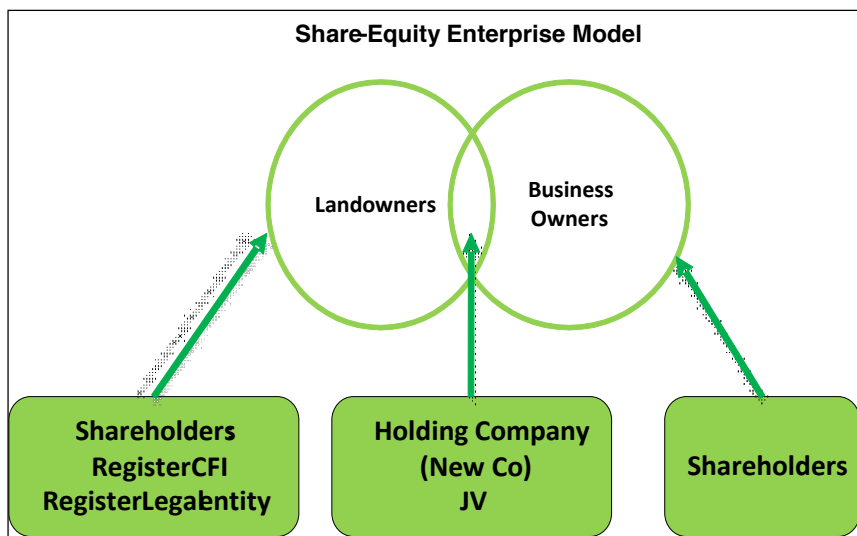 Share-Equity Enterprise Model
Landowners
Business
Owners
Shareholders
RegisterCFI
RegisterLegalentity
Holding Company
(New Co)
JV
Shareholders